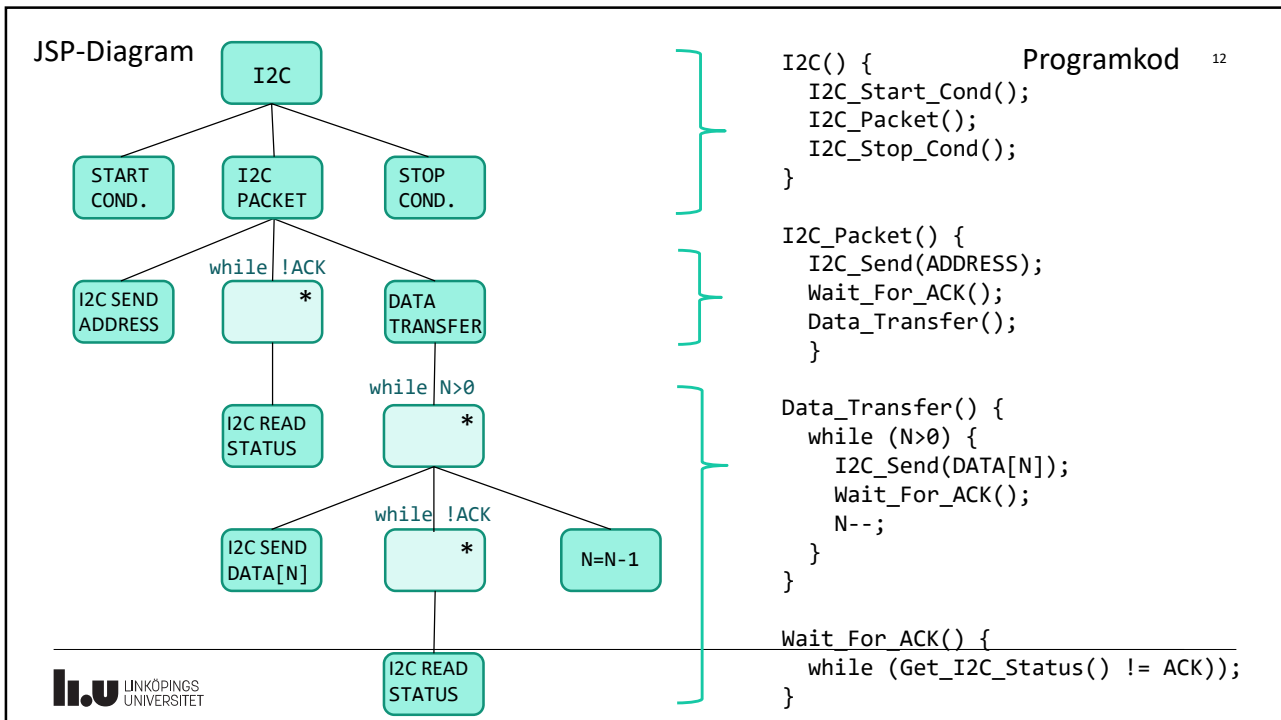 JSP-Diagram
I2C
START
COND.
I2C
PACKET
STOP
COND.
while !ACK
I2C SEND
ADDRESS
*
DATA
TRANSFER
while N>0
I2C READ
STATUS
*
while !ACK
I2C SEND
DATA[N]
*
N=N-1
I2C READ
STATUS
Programkod
12
I2C() {
I2C_Start_Cond();
I2C_Packet();
I2C_Stop_Cond();
}
I2C_Packet() {
I2C_Send(ADDRESS);
Wait_For_ACK();
Data_Transfer();
}
Data_Transfer() {
while (N>0) {
I2C_Send(DATA[N]);
Wait_For_ACK();
N--;
}
}
Wait_For_ACK() {
while (Get_I2C_Status() != ACK));
}
li.u LINKÖPINGS
UNIVERSITET